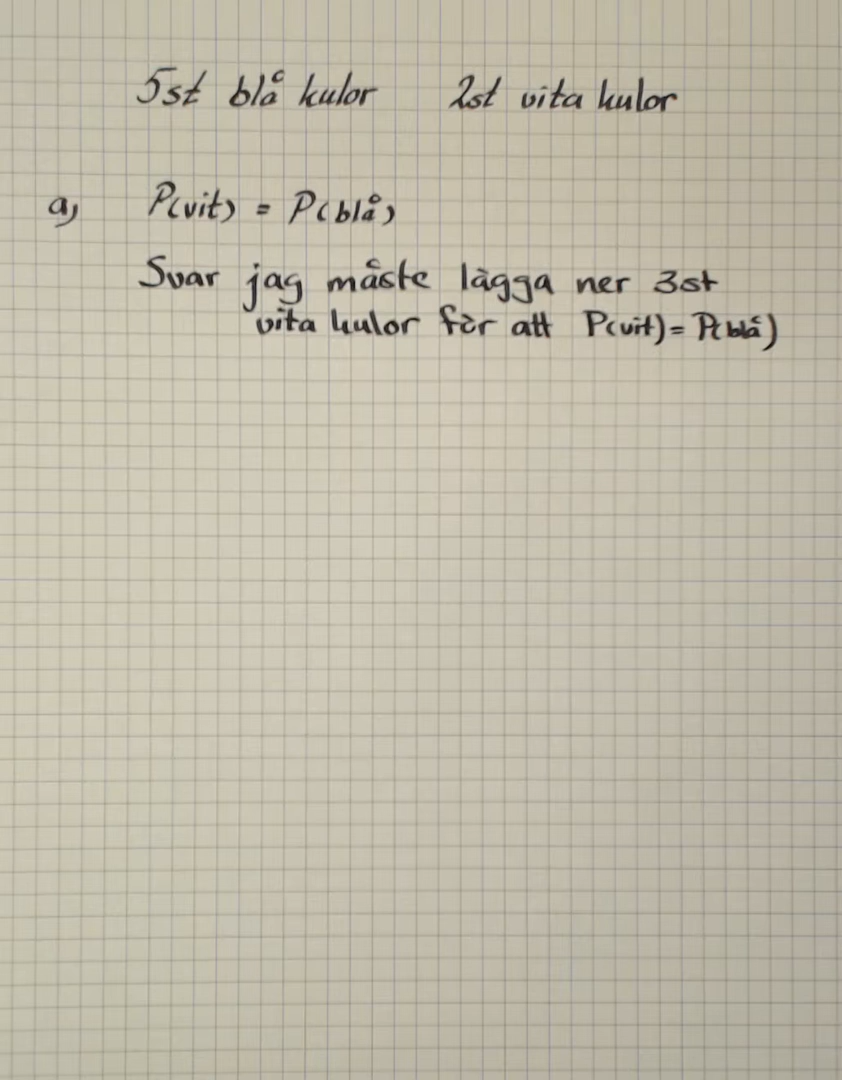 5st blå kulor 2st vita kulor
a) P(vit) = P(blå)
Svar jag måste lägga ner 3st
vita kulor för att P(vit) = P(blå)